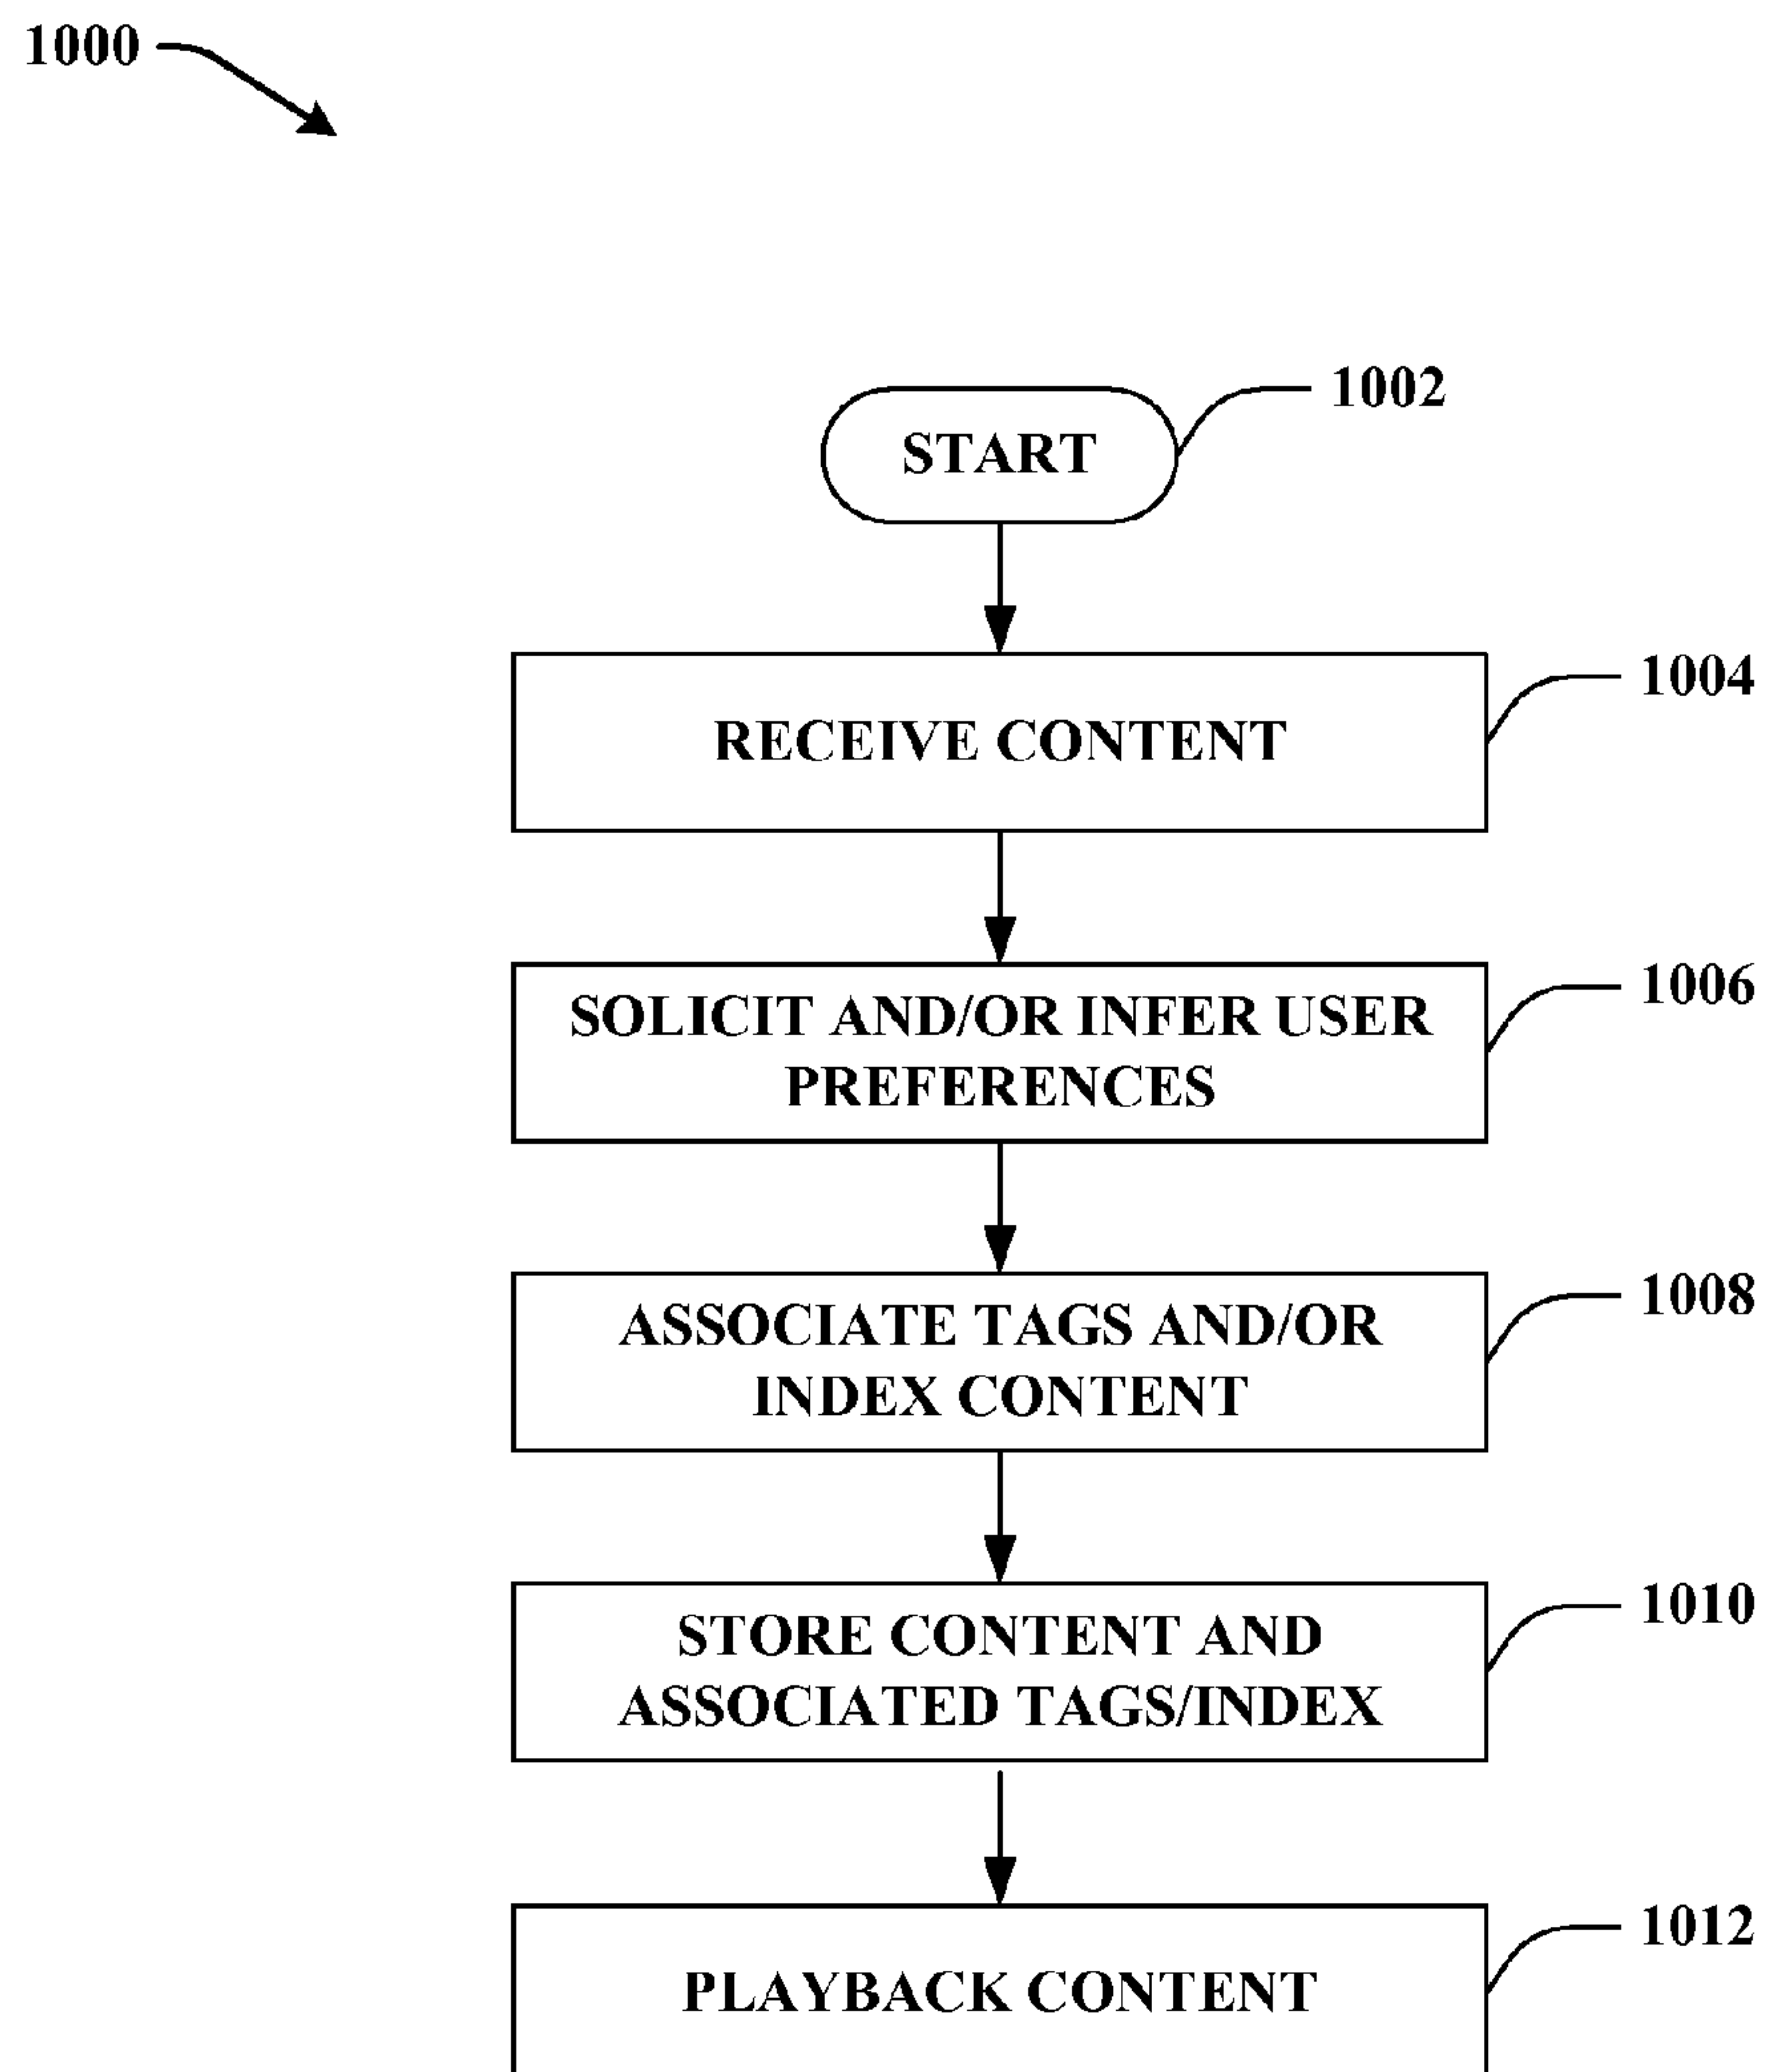 1000
1002
START
1004
RECEIVE CONTENT
1006
SOLICIT AND/OR INFER USER
PREFERENCES
1008
ASSOCIATE TAGS AND/OR
INDEX CONTENT
1010
STORE CONTENT AND
ASSOCIATED TAGS/INDEX
1012
PLAYBACK CONTENT